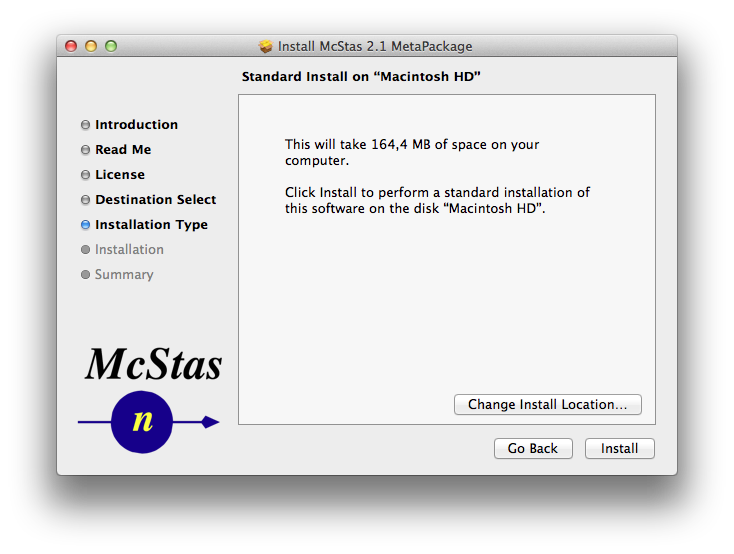 Install McStas 2.1 MetaPackage
Standard Install on “Macintosh HD”
Introduction
Read Me
License
Destination Select
Installation Type
Installation
Summary
This will take 164,4 MB of space on your
computer.
Click Install to perform a standard installation of
this software on the disk “Macintosh HD”.
McStas
n
Change Install Location...
Go Back
Install